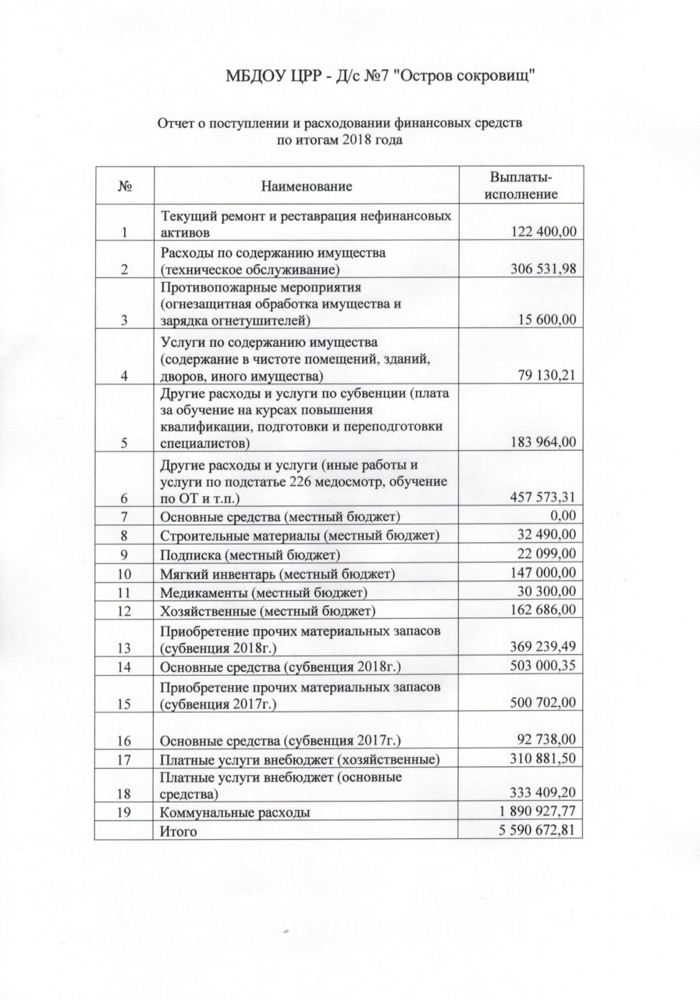 МБДОУ ЦРР - Д/с №7 "Остров сокровищ"
Отчет о поступлении и расходовании финансовых средств
по итогам 2018 года
№ Наименование Выплаты-
исполнение
Текущий ремонт и реставрация нефинансовых
1 активов 122 400,00
Расходы по содержанию имущества
2 (техническое обслуживание) 306 531,98
Противопожарные мероприятия
(огнезащитная обработка имущества и
3 зарядка огнетушителей) 15 600,00
Услуги по содержанию имущества
(содержание в чистоте помещений, зданий,
4 дворов, иного имущества) 79 130,21
Другие расходы и услуги по субвенции (плата
за обучение на курсах повышения
квалификации, подготовки и переподготовки
5 специалистов) 183 964,00
Другие расходы и услуги (иные работы и
услуги по подстатье 226 медосмотр, обучение
6 по ОТ и т.п.) 457 573,31
7 Основные средства (местный бюджет) 0,00
8 Строительные материалы (местный бюджет) 32 490,00
9 Подписка (местный бюджет) 22 099,00
10 Мягкий инвентарь (местный бюджет) 147 000,00
11 Медикаменты (местный бюджет) 30 300,00
12 Хозяйственные (местный бюджет) 162 686,00
Приобретение прочих материальных запасов
13 (субвенция 2018г.) 369 239,49
14 Основные средства (субвенция 2018г.) 503 000,35
Приобретение прочих материальных запасов
15 (субвенция 2017г.) 500 702,00
16 Основные средства (субвенция 2017г.) 92 738,00
17 Платные услуги внебюджет (хозяйственные) 310 881,50
Платные услуги внебюджет (основные
18 средства) 333 409,20
19 Коммунальные расходы 1 890 927,77
Итого 5 590 672,81